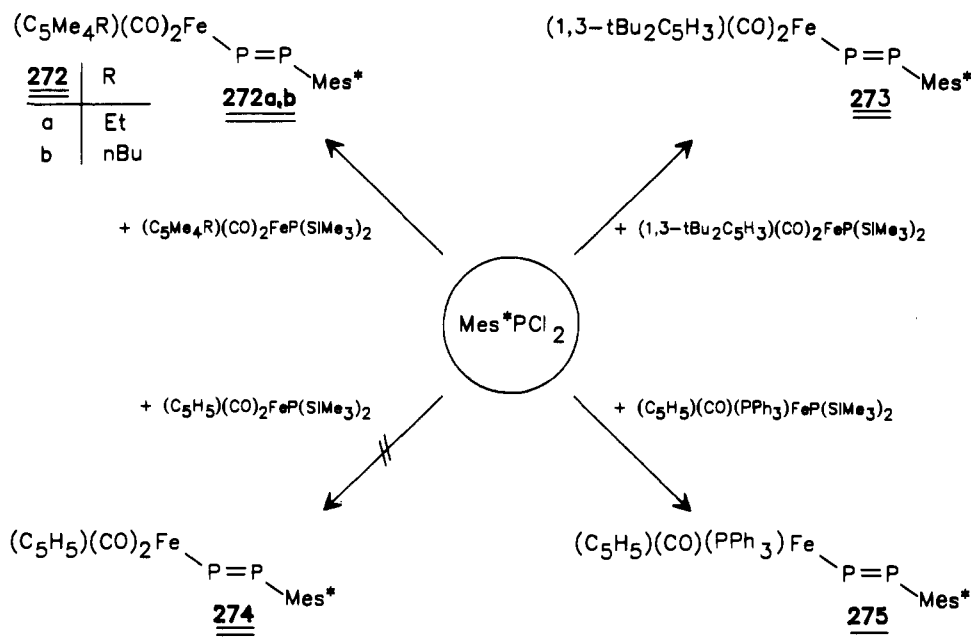 (C5Me4R)(CO)2Fe
P=P
Mes*
272 R
272a,b
a Et
b nBu
(1,3-tBu2C5H3)(CO)2Fe
P=P
Mes*
273
+ (C5Me4R)(CO)2FeP(SiMe3)2
+ (1,3-tBu2C5H3)(CO)2FeP(SiMe3)2
Mes*PCl2
+ (C5H5)(CO)2FeP(SiMe3)2
+ (C5H5)(CO)(PPh3)FeP(SiMe3)2
(C5H5)(CO)2Fe
P=P
Mes*
274
(C5H5)(CO)(PPh3)Fe
P=P
Mes*
275